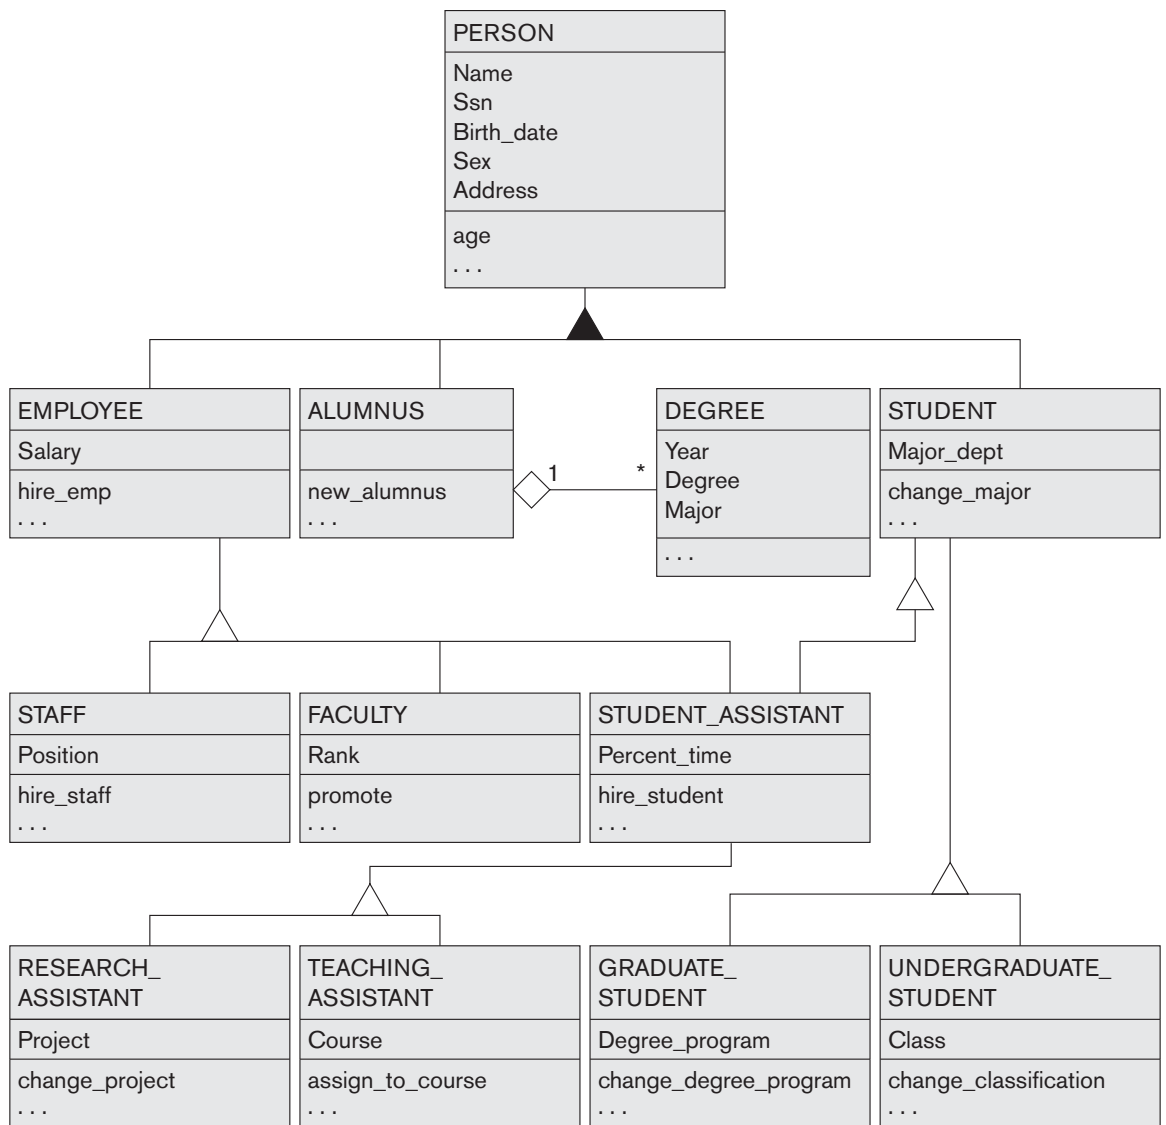 PERSON
Name
Ssn
Birth_date
Sex
Address
age
. . .
EMPLOYEE
Salary
hire_emp
. . .
ALUMNUS
new_alumnus
. . .
1
*
DEGREE
Year
Degree
Major
. . .
STUDENT
Major_dept
change_major
. . .
STAFF
Position
hire_staff
. . .
FACULTY
Rank
promote
. . .
STUDENT_ASSISTANT
Percent_time
hire_student
. . .
RESEARCH_
ASSISTANT
Project
change_project
. . .
TEACHING_
ASSISTANT
Course
assign_to_course
. . .
GRADUATE_
STUDENT
Degree_program
change_degree_program
. . .
UNDERGRADUATE_
STUDENT
Class
change_classification
. . .